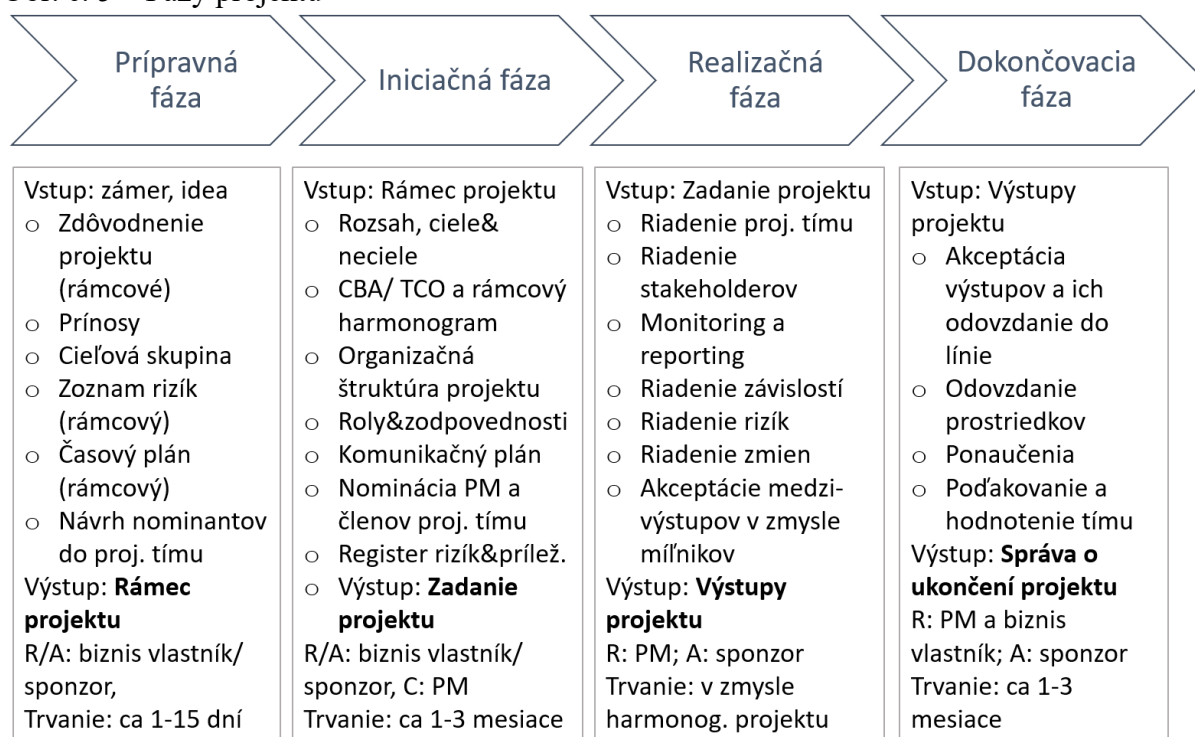 Prípravná
fáza
Iniciačná fáza
Realizačná
fáza
Dokončovacia
fáza
Vstup: zámer, idea
o Zdôvodnenie
projektu
(rámcové)
o Prínosy
o Cieľová skupina
o Zoznam rizík
(rámcový)
o Časový plán
(rámcový)
o Návrh nominantov
do proj. tímu
Výstup: Rámec
projektu
R/A: biznis vlastník/
sponzor,
Trvanie: ca 1-15 dní
Vstup: Rámec projektu
o Rozsah, ciele&
neciele
o CBA/ TCO a rámcový
harmonogram
o Organizačná
štruktúra projektu
o Roly&zodpovednosti
o Komunikačný plán
o Nominácia PM a
členov proj. tímu
o Register rizík&prílež.
o Výstup: Zadanie
projektu
R/A: biznis vlastník/
sponzor, C: PM
Trvanie: ca 1-3 mesiace
Vstup: Zadanie projektu
o Riadenie proj. tímu
o Riadenie
stakeholderov
o Monitoring a
reporting
o Riadenie závislostí
o Riadenie rizík
o Riadenie zmien
o Akceptácie medzi-
výstupov v zmysle
míľnikov
Výstup: Výstupy
projektu
R: PM; A: sponzor
Trvanie: v zmysle
harmonog. projektu
Vstup: Výstupy
projektu
o Akceptácia
výstupov a ich
odovzdanie do
línie
o Odovzdanie
prostriedkov
o Ponaučenia
o Poďakovanie a
hodnotenie tímu
Výstup: Správa o
ukončení projektu
R: PM a biznis
vlastník; A: sponzor
Trvanie: ca 1-3
mesiace